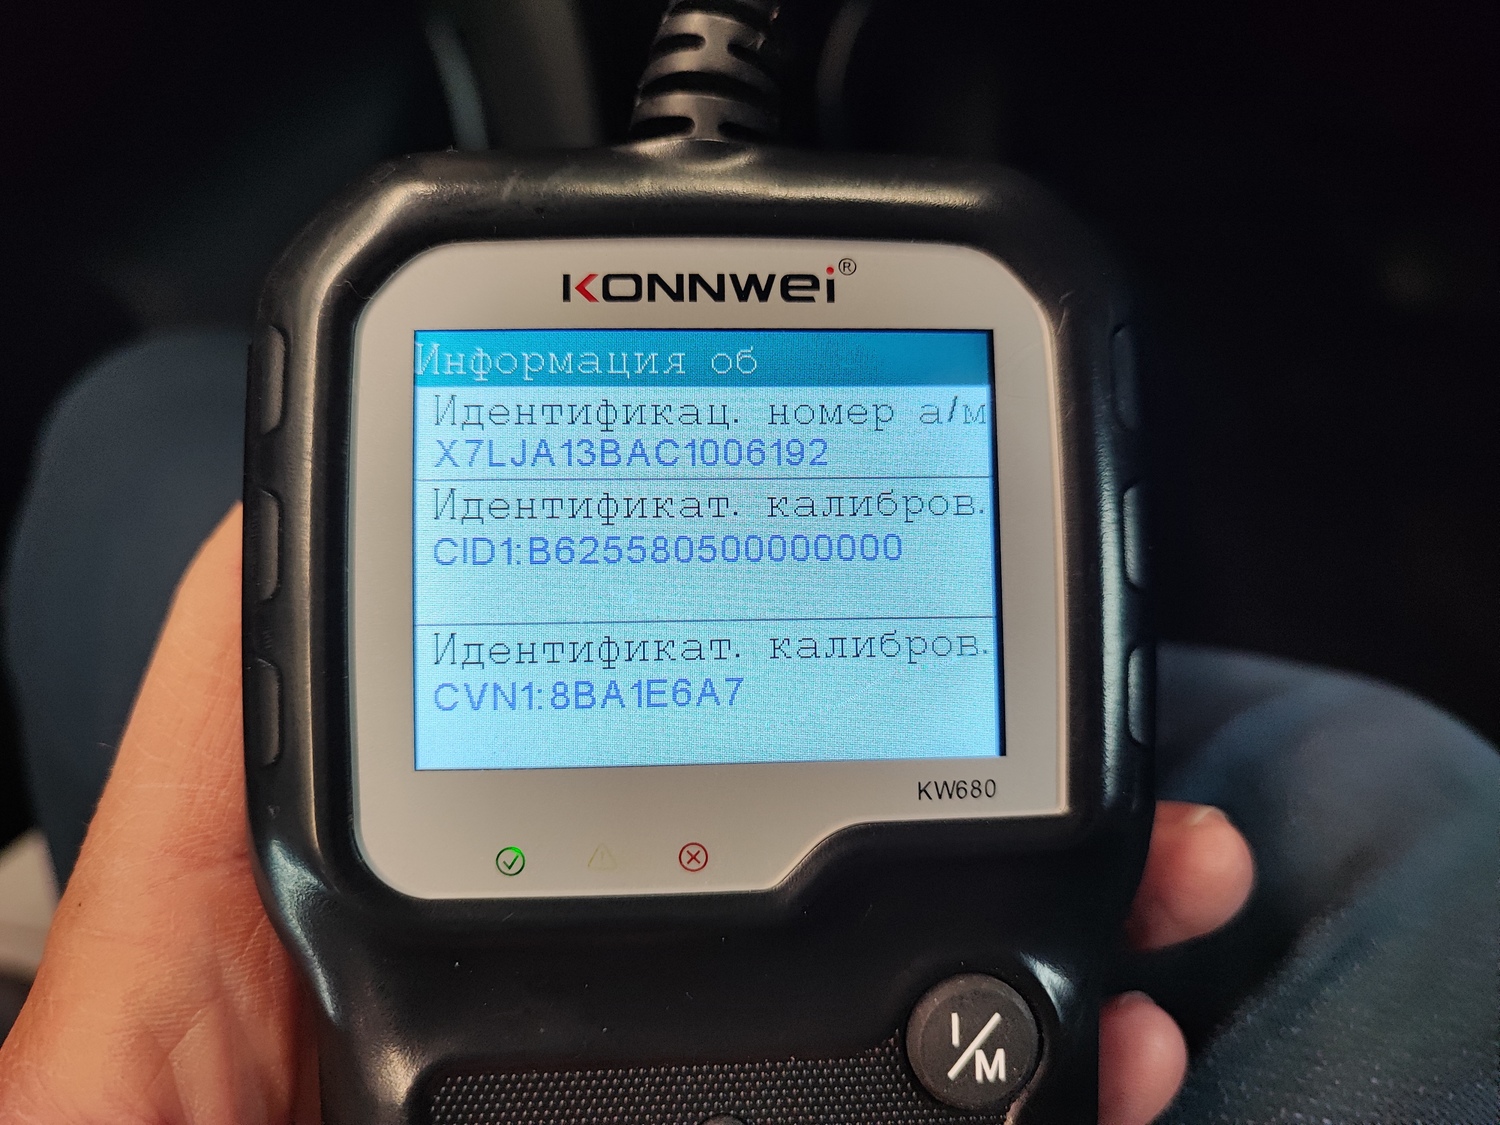 KONNWEi®
Информация об
Идентификац. номер а/м
X7LJA13BAC1006192
Идентификат. калибров.
CID1:B625580500000000
Идентификат. калибров.
CVN1:8BA1E6A7
KW680
I/M